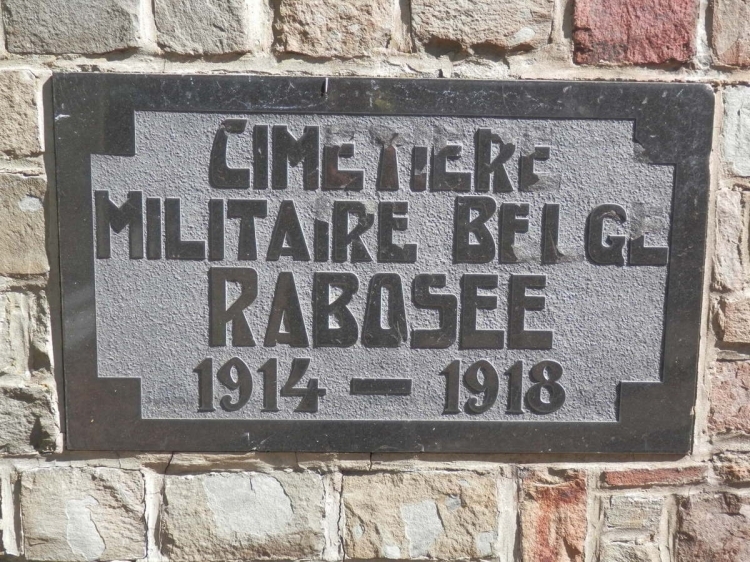 CIMETIERE
MILITAIRE BELGE
RABOSEE
1914 – 1918